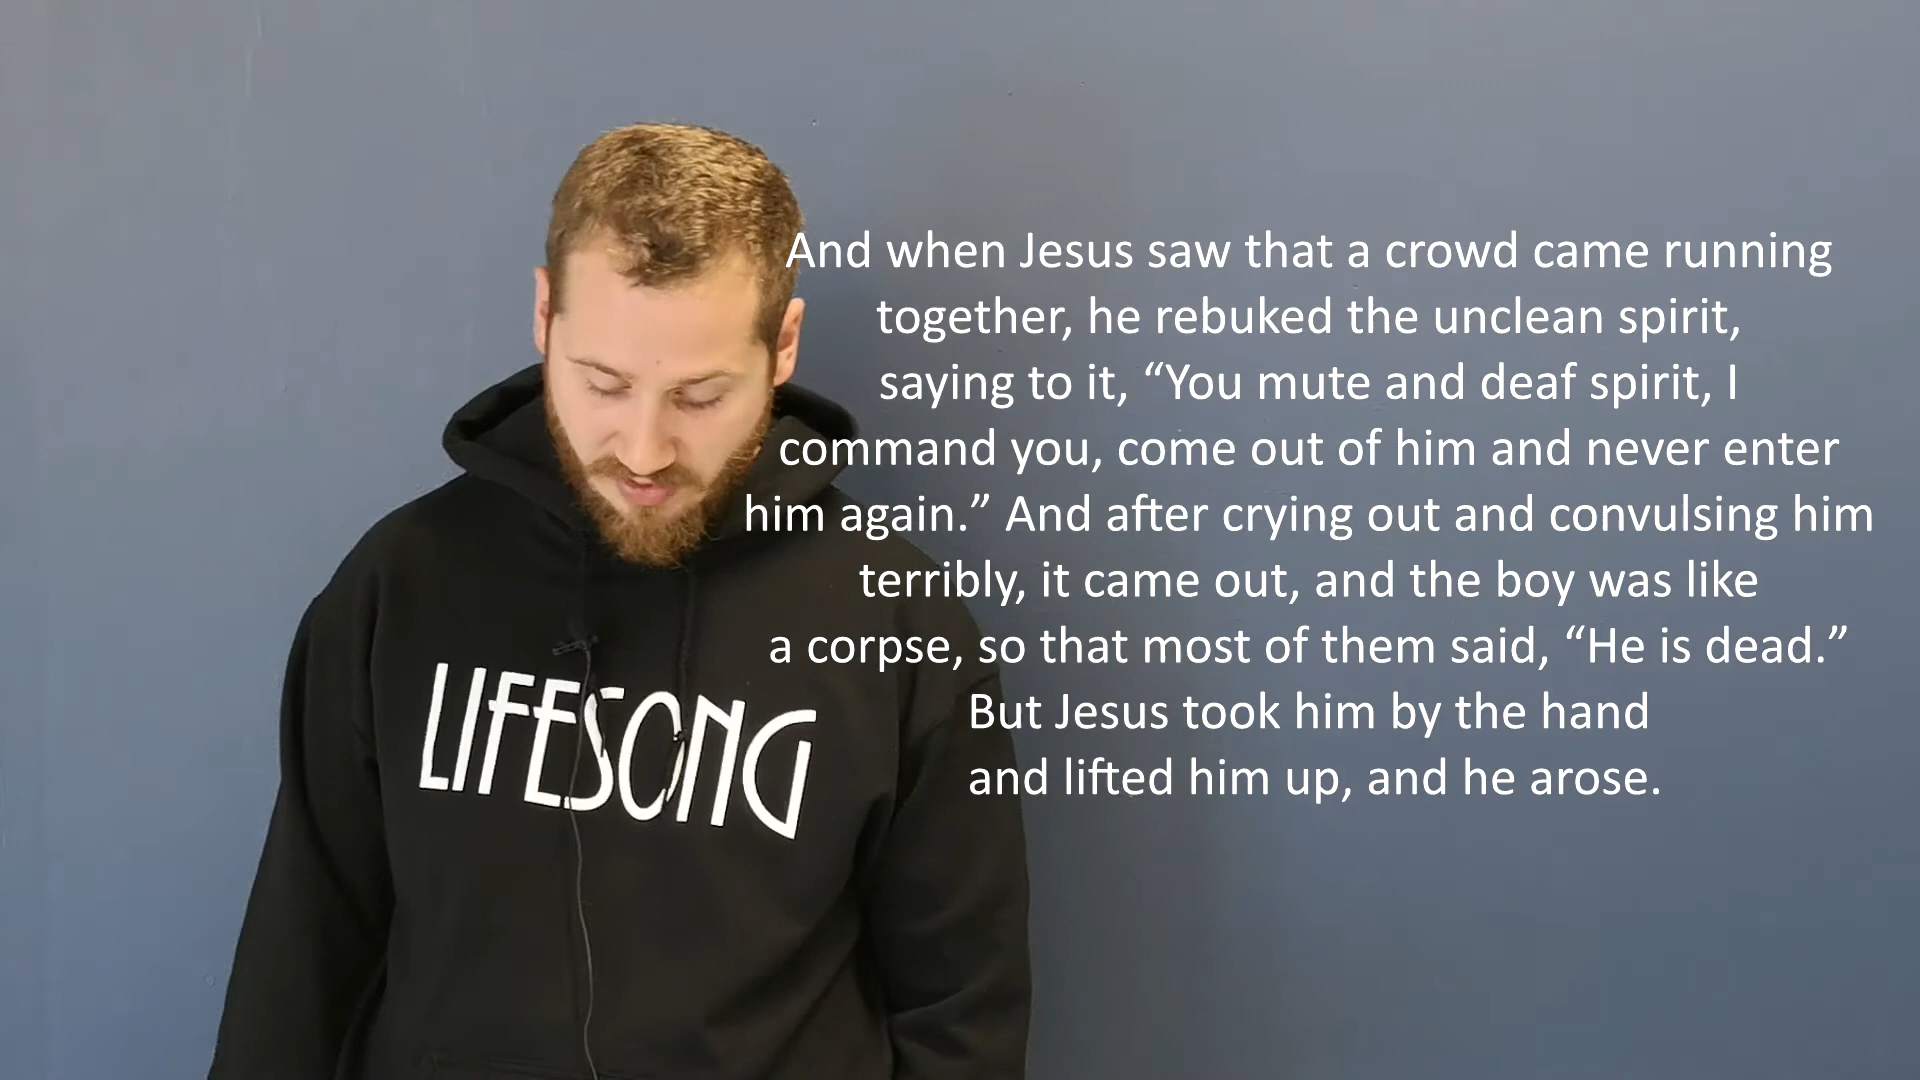 And when Jesus saw that a crowd came running
together, he rebuked the unclean spirit,
saying to it, “You mute and deaf spirit, I
command you, come out of him and never enter
him again.” And after crying out and convulsing him
terribly, it came out, and the boy was like
a corpse, so that most of them said, “He is dead.”
But Jesus took him by the hand
and lifted him up, and he arose.
LIFESONG